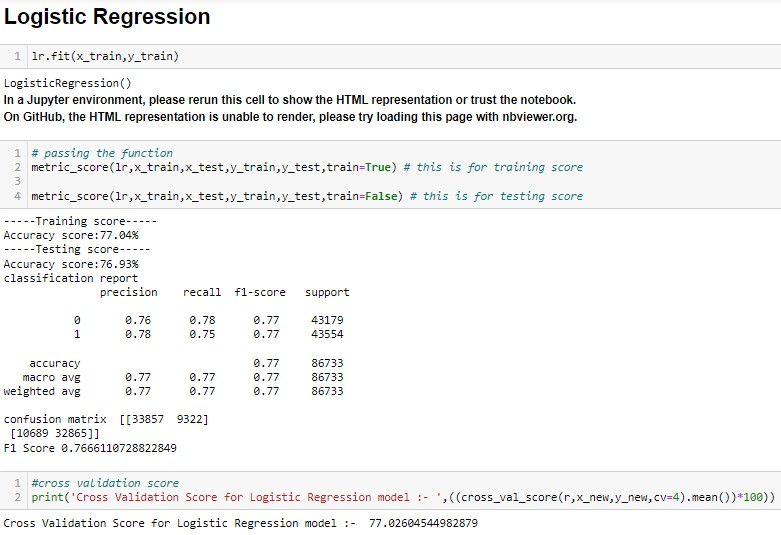 Logistic Regression
1 lr.fit(x_train,y_train)
LogisticRegression()
In a Jupyter environment, please rerun this cell to show the HTML representation or trust the notebook.
On GitHub, the HTML representation is unable to render, please try loading this page with nbviewer.org.
1 # passing the function
2 metric_score(lr,x_train,x_test,y_train,y_test,train=True) # this is for training score
3
4 metric_score(lr,x_train,x_test,y_train,y_test,train=False) # this is for testing score
-----Training score-----
Accuracy score:77.04%
-----Testing score-----
Accuracy score:76.93%
classification report
precision recall f1-score support
0 0.76 0.78 0.77 43179
1 0.78 0.75 0.77 43554
accuracy 0.77 86733
macro avg 0.77 0.77 0.77 86733
weighted avg 0.77 0.77 0.77 86733
confusion matrix [[33857 9322]
[10689 32865]]
F1 Score 0.7666110728822849
1 #cross validation score
2 print('Cross Validation Score for Logistic Regression model :- ',((cross_val_score(r,x_new,y_new,cv=4).mean())*100))
Cross Validation Score for Logistic Regression model :- 77.02604544982879